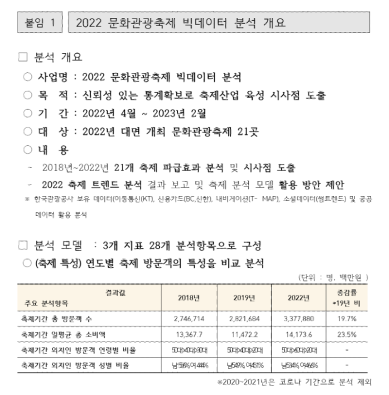 붙임 1
2022 문화관광축제 빅데이터 분석 개요
□ 분석 개요
○ 사업명 : 2022 문화관광축제 빅데이터 분석
○ 목 적 : 신뢰성 있는 통계확보로 축제산업 육성 시사점 도출
○ 기 간 : 2022년 4월 ~ 2023년 2월
○ 대 상 : 2022년 대면 개최 문화관광축제 21곳
○ 내 용
- 2018년~2022년 21개 축제 파급효과 분석 및 시사점 도출
- 2022 축제 트렌드 분석 결과 보고 및 축제 분석 모델 활용 방안 제안
※ 한국관광공사 보유 데이터(이동통신(KT), 신용카드(BC,신한), 내비게이션(T- MAP), 소셜데이터(썸트렌드) 및 공공
데이터 활용 분석
□ 분석 모델 : 3개 지표 28개 분석항목으로 구성
○ (축제 특성) 연도별 축제 방문객의 특성을 비교 분석
(단위 : 명, 백만원)
결과값 2018년 2019년 2022년 증감률
주요 분석항목 *19년 비
축제기간 총 방문객 수 2,746,714 2,821,684 3,377,880 19.7%
축제기간 일평균 총 소비액 13,367.7 11,472.2 14,173.6 23.5%
축제기간 외지인 방문객 연령별 비율 -
축제기간 외지인 방문객 성별 비율 -
※2020~2021년은 코로나 기간으로 분석 제외